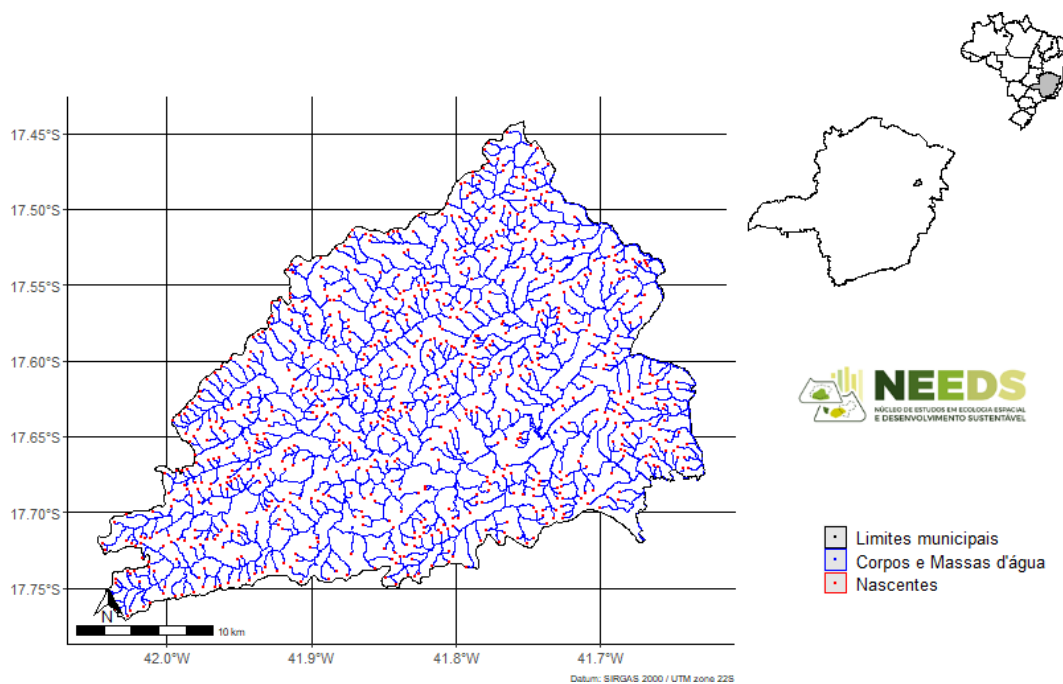 17.45°S
17.50°S
17.55°S
17.60°S
17.65°S
17.70°S
17.75°S
N
10 km
42.0°W
41.9°W
41.8°W
41.7°W
Datum: SIRGAS 2000 / UTM zone 22S
NEEDS
NÚCLEO DE ESTUDOS EM ECOLOGIA ESPACIAL
E DESENVOLVIMENTO SUSTENTÁVEL
Limites municipais
Corpos e Massas d'água
Nascentes